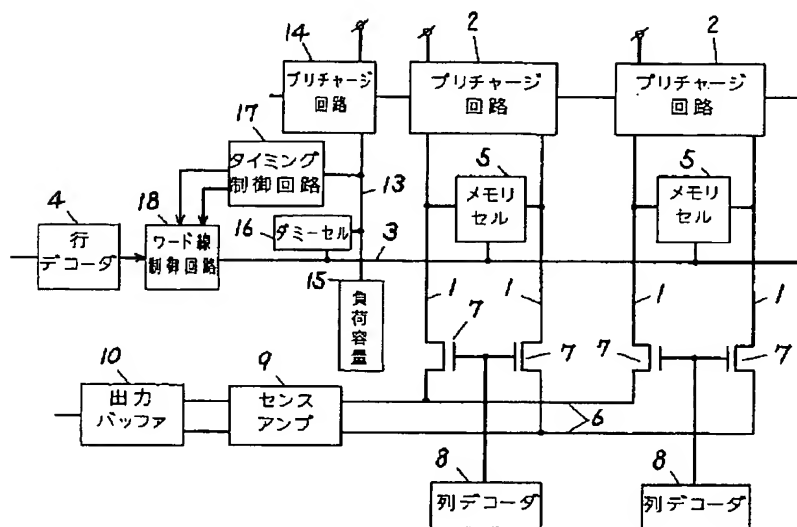 14
プリチャージ
回路
2
プリチャージ
回路
2
プリチャージ
回路
17
タイミング
制御回路
13
5
メモリ
セル
5
メモリ
セル
4
行
デコーダ
18
ワード線
制御回路
16
ダミーセル
3
15
負荷容量
1
1
1
1
7
7
7
7
10
出力
バッファ
9
センス
アンプ
6
8
列デコーダ
8
列デコーダ